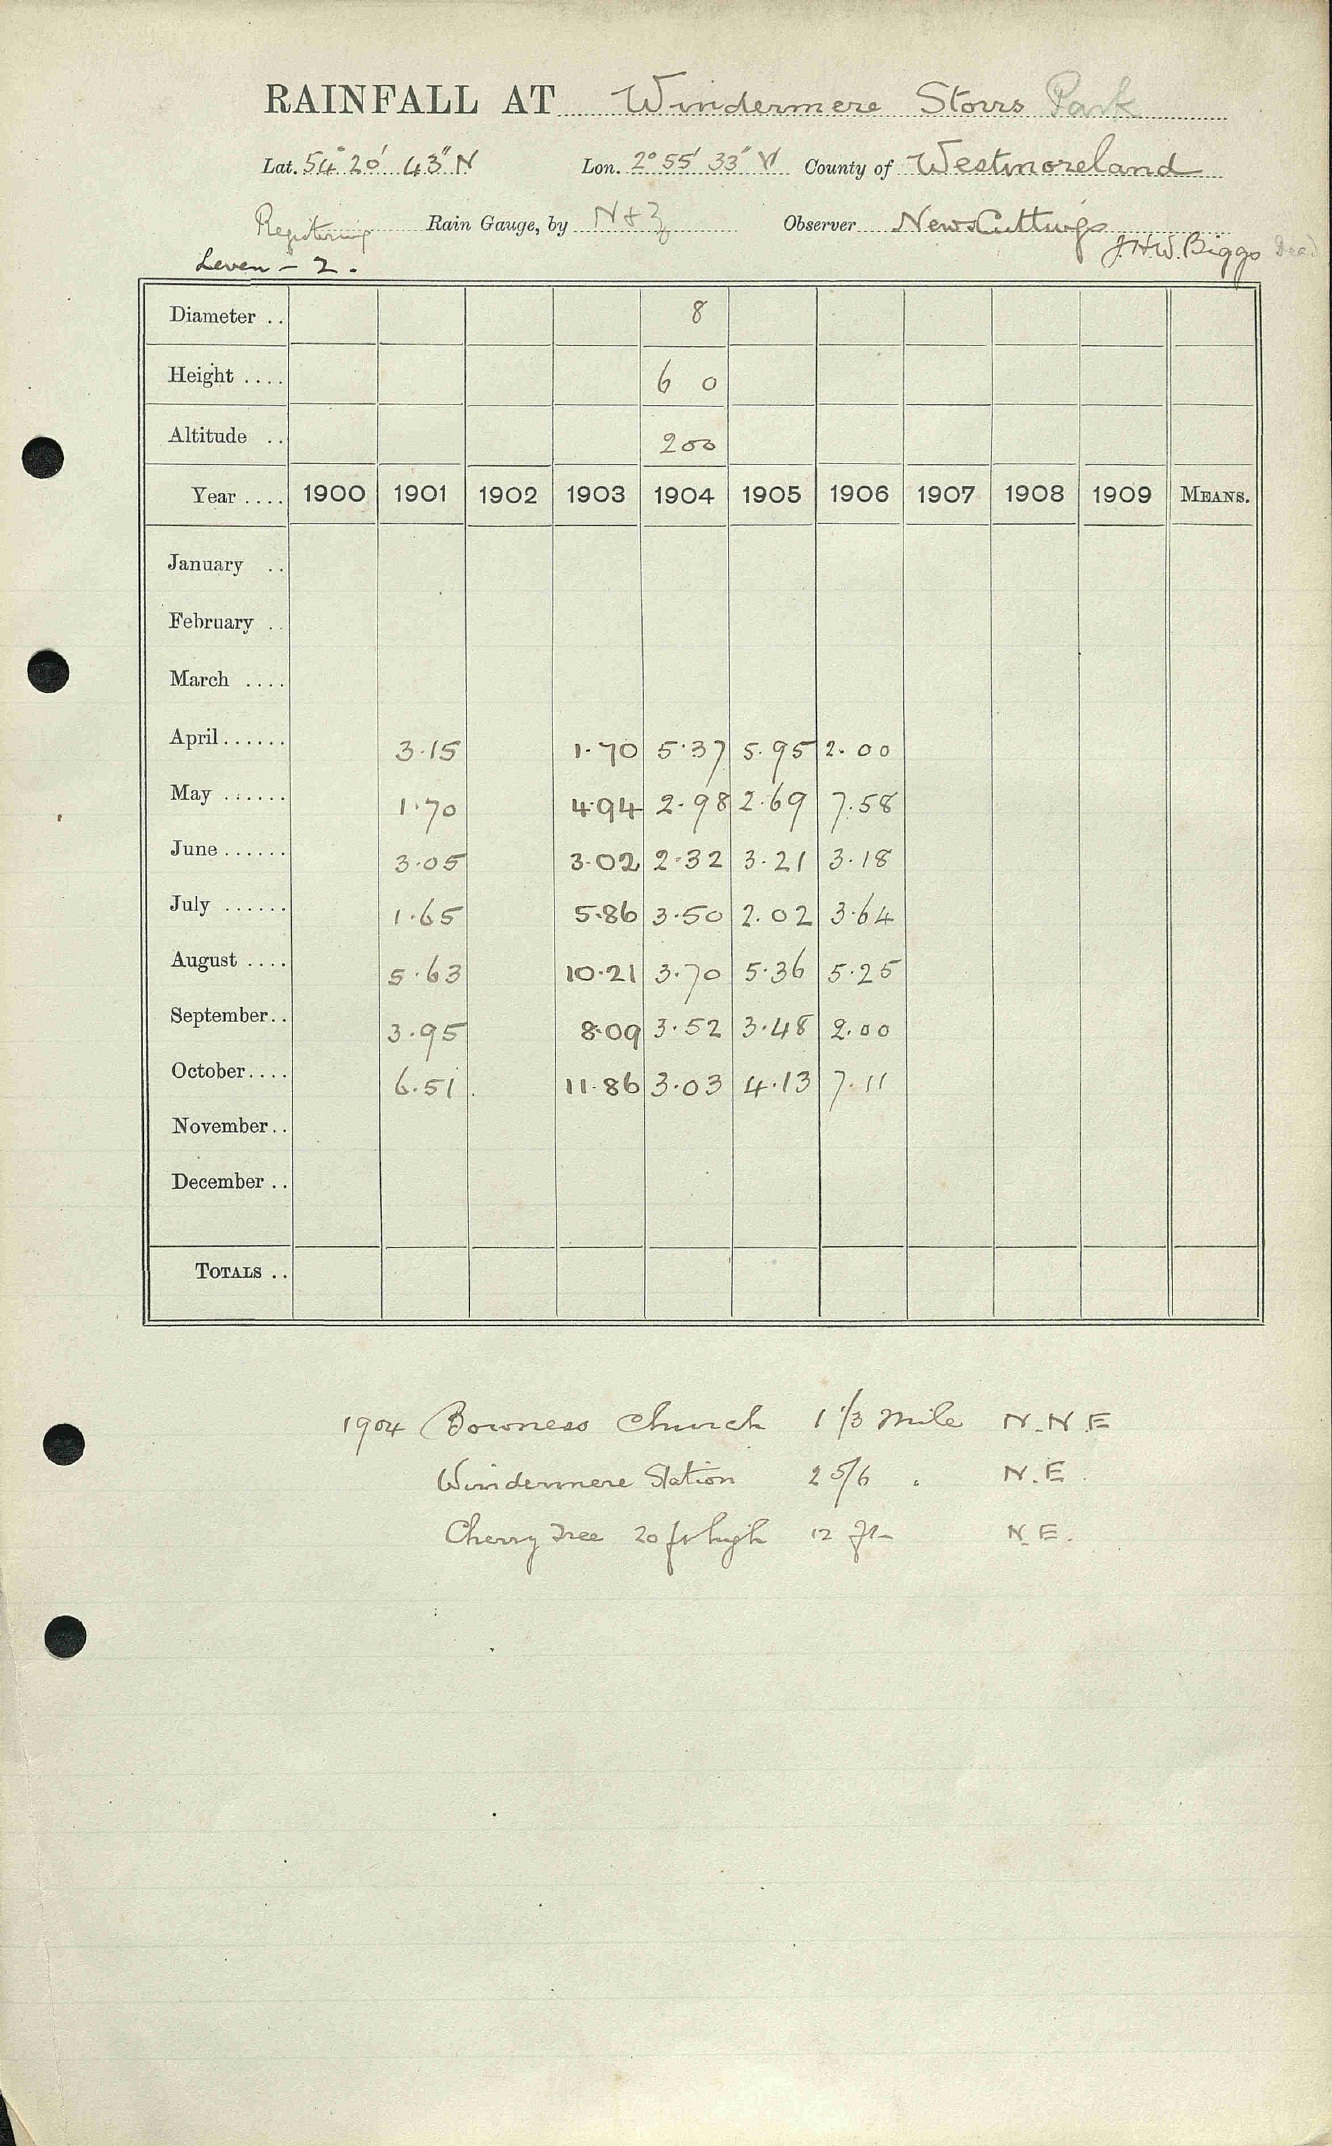 RAINFALL AT Windermere Storrs Park
Lat. 54° 20' 43" N Lon. 2° 55' 33" W County of Westmoreland
Registering Rain Gauge, by N & Z Observer News Cuttings
Leven - 2. J.H.W. Biggs Dead
Diameter .. 8
Height .... 6 0
Altitude .. 200
Year .... 1900 1901 1902 1903 1904 1905 1906 1907 1908 1909 MEANS.
January ..
February ..
March ....
April ...... 3.15 1.70 5.37 5.95 2.00
May ...... 1.70 4.94 2.98 2.69 7.58
June ...... 3.05 3.02 2.32 3.21 3.18
July ...... 1.65 5.86 3.50 2.02 3.64
August .... 5.63 10.21 3.70 5.36 5.25
September.. 3.95 8.09 3.52 3.48 2.00
October.... 6.51 11.86 3.03 4.13 7.11
November..
December ..
TOTALS ..
1904 Bowness Church 1 1/3 mile N.N.E
Windermere Station 2 5/6 " N.E.
Cherry Tree 20 ft high 12 ft N.E.